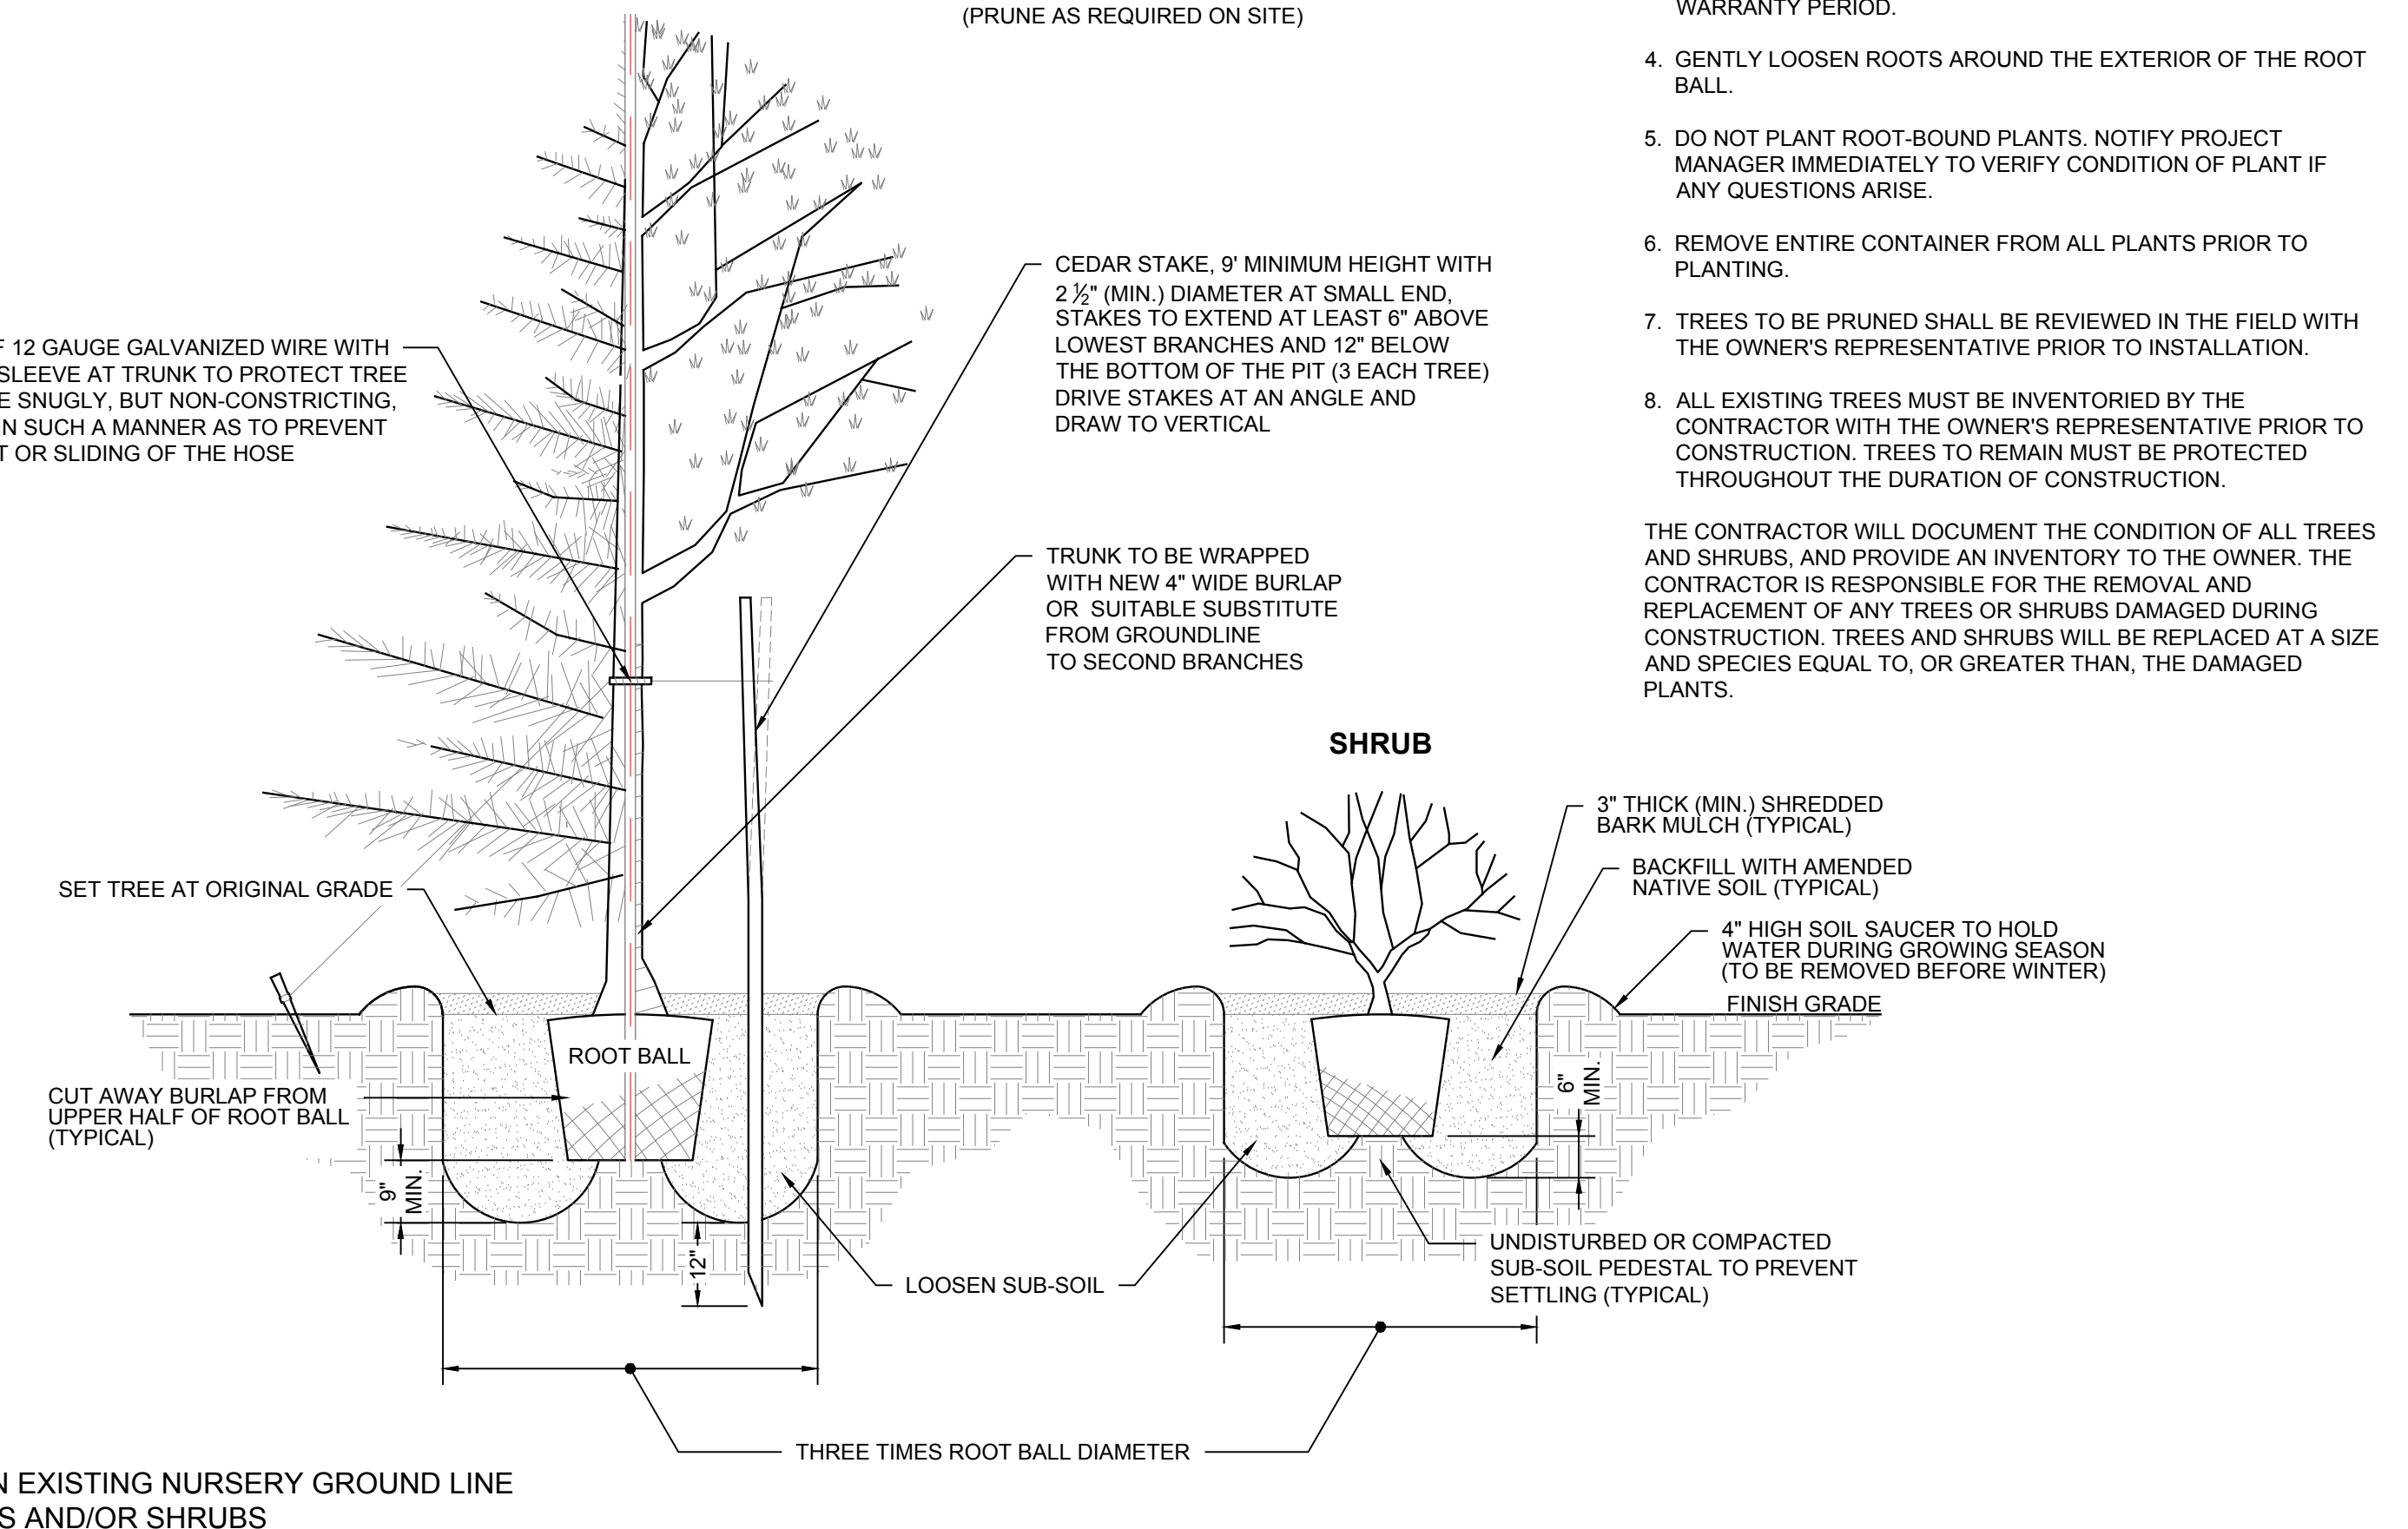 (PRUNE AS REQUIRED ON SITE)
WARRANTY PERIOD.
4. GENTLY LOOSEN ROOTS AROUND THE EXTERIOR OF THE ROOT
BALL.
5. DO NOT PLANT ROOT-BOUND PLANTS. NOTIFY PROJECT
MANAGER IMMEDIATELY TO VERIFY CONDITION OF PLANT IF
ANY QUESTIONS ARISE.
6. REMOVE ENTIRE CONTAINER FROM ALL PLANTS PRIOR TO
PLANTING.
7. TREES TO BE PRUNED SHALL BE REVIEWED IN THE FIELD WITH
THE OWNER'S REPRESENTATIVE PRIOR TO INSTALLATION.
8. ALL EXISTING TREES MUST BE INVENTORIED BY THE
CONTRACTOR WITH THE OWNER'S REPRESENTATIVE PRIOR TO
CONSTRUCTION. TREES TO REMAIN MUST BE PROTECTED
THROUGHOUT THE DURATION OF CONSTRUCTION.
THE CONTRACTOR WILL DOCUMENT THE CONDITION OF ALL TREES
AND SHRUBS, AND PROVIDE AN INVENTORY TO THE OWNER. THE
CONTRACTOR IS RESPONSIBLE FOR THE REMOVAL AND
REPLACEMENT OF ANY TREES OR SHRUBS DAMAGED DURING
CONSTRUCTION. TREES AND SHRUBS WILL BE REPLACED AT A SIZE
AND SPECIES EQUAL TO, OR GREATER THAN, THE DAMAGED
PLANTS.
CEDAR STAKE, 9' MINIMUM HEIGHT WITH
2 ½" (MIN.) DIAMETER AT SMALL END,
STAKES TO EXTEND AT LEAST 6" ABOVE
LOWEST BRANCHES AND 12" BELOW
THE BOTTOM OF THE PIT (3 EACH TREE)
DRIVE STAKES AT AN ANGLE AND
DRAW TO VERTICAL
12 GAUGE GALVANIZED WIRE WITH
SLEEVE AT TRUNK TO PROTECT TREE
SNUGLY, BUT NON-CONSTRICTING,
IN SUCH A MANNER AS TO PREVENT
OR SLIDING OF THE HOSE
TRUNK TO BE WRAPPED
WITH NEW 4" WIDE BURLAP
OR SUITABLE SUBSTITUTE
FROM GROUNDLINE
TO SECOND BRANCHES
SHRUB
3" THICK (MIN.) SHREDDED
BARK MULCH (TYPICAL)
BACKFILL WITH AMENDED
NATIVE SOIL (TYPICAL)
4" HIGH SOIL SAUCER TO HOLD
WATER DURING GROWING SEASON
(TO BE REMOVED BEFORE WINTER)
FINISH GRADE
SET TREE AT ORIGINAL GRADE
ROOT BALL
CUT AWAY BURLAP FROM
UPPER HALF OF ROOT BALL
(TYPICAL)
9"
MIN.
12"
6"
MIN.
LOOSEN SUB-SOIL
UNDISTURBED OR COMPACTED
SUB-SOIL PEDESTAL TO PREVENT
SETTLING (TYPICAL)
THREE TIMES ROOT BALL DIAMETER
EXISTING NURSERY GROUND LINE
AND/OR SHRUBS